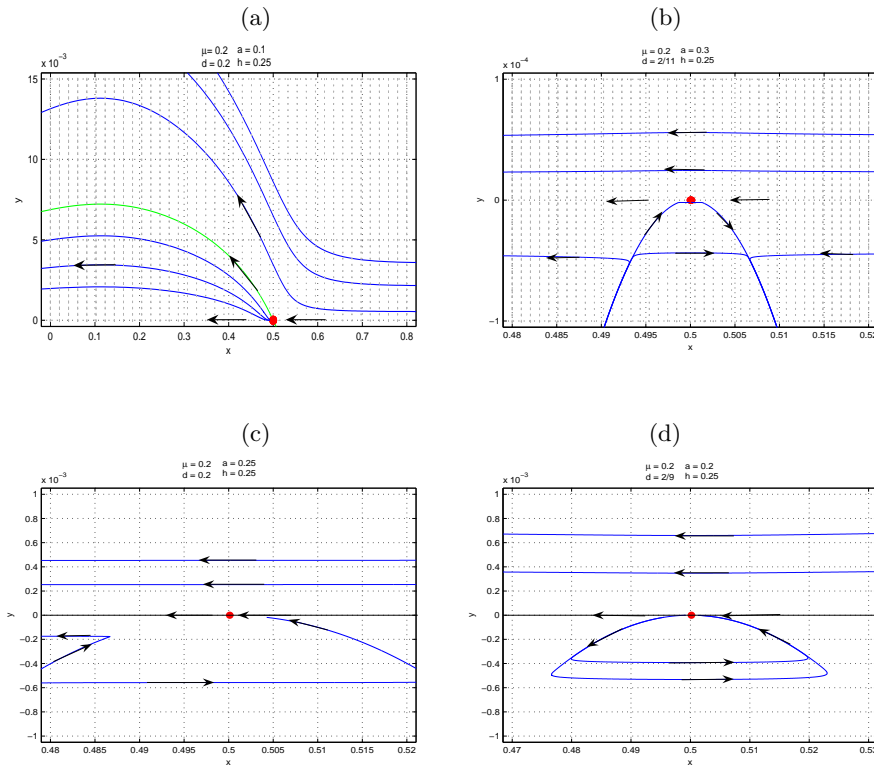 (a)
μ= 0.2 a = 0.1
d = 0.2 h = 0.25
x 10⁻³
15
10
5
0
y
0 0.1 0.2 0.3 0.4 0.5 0.6 0.7 0.8
x
(b)
μ = 0.2 a = 0.3
d = 2/11 h = 0.25
x 10⁻⁴
1
0
−1
y
0.48 0.485 0.49 0.495 0.5 0.505 0.51 0.515 0.52
x
(c)
μ = 0.2 a = 0.25
d = 0.2 h = 0.25
x 10⁻³
1
0.8
0.6
0.4
0.2
0
−0.2
−0.4
−0.6
−0.8
−1
y
0.48 0.485 0.49 0.495 0.5 0.505 0.51 0.515 0.52
x
(d)
μ = 0.2 a = 0.2
d = 2/9 h = 0.25
x 10⁻³
1
0.8
0.6
0.4
0.2
0
−0.2
−0.4
−0.6
−0.8
−1
y
0.47 0.48 0.49 0.5 0.51 0.52 0.53
x